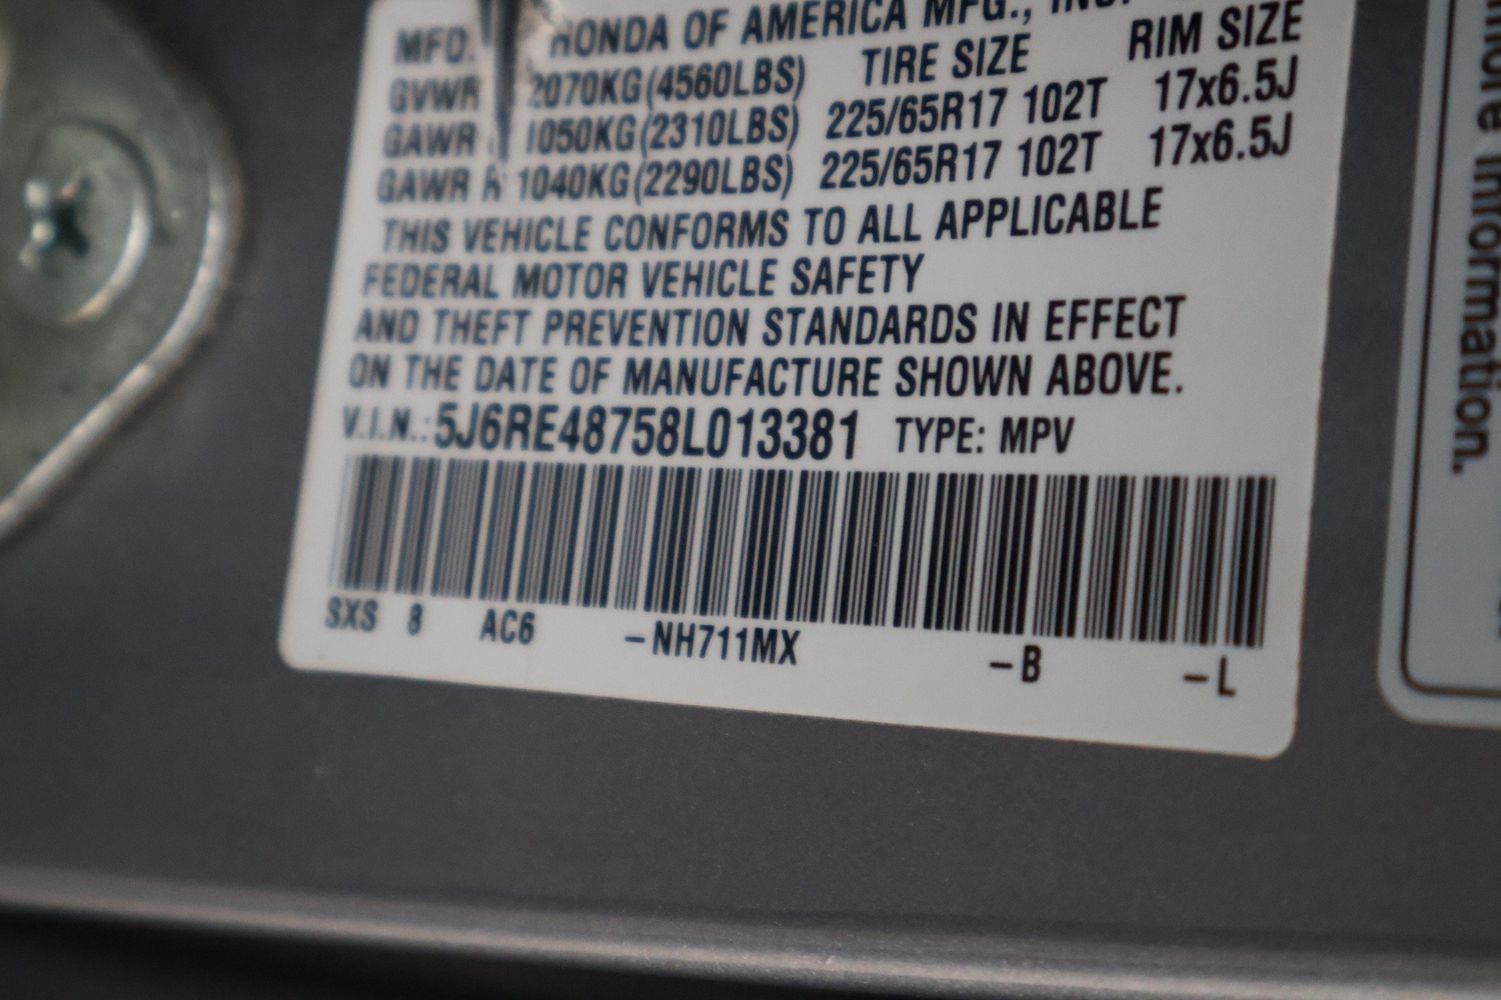 MFD. HONDA OF AMERICA MFG., INC.
GVWR 2070KG(4560LBS) TIRE SIZE RIM SIZE
GAWR 1050KG(2310LBS) 225/65R17 102T 17x6.5J
GAWR R 1040KG(2290LBS) 225/65R17 102T 17x6.5J
THIS VEHICLE CONFORMS TO ALL APPLICABLE
FEDERAL MOTOR VEHICLE SAFETY
AND THEFT PREVENTION STANDARDS IN EFFECT
ON THE DATE OF MANUFACTURE SHOWN ABOVE.
V.I.N.: 5J6RE48758L013381 TYPE: MPV
SXS 8 AC6 -NH711MX -B -L
more information.